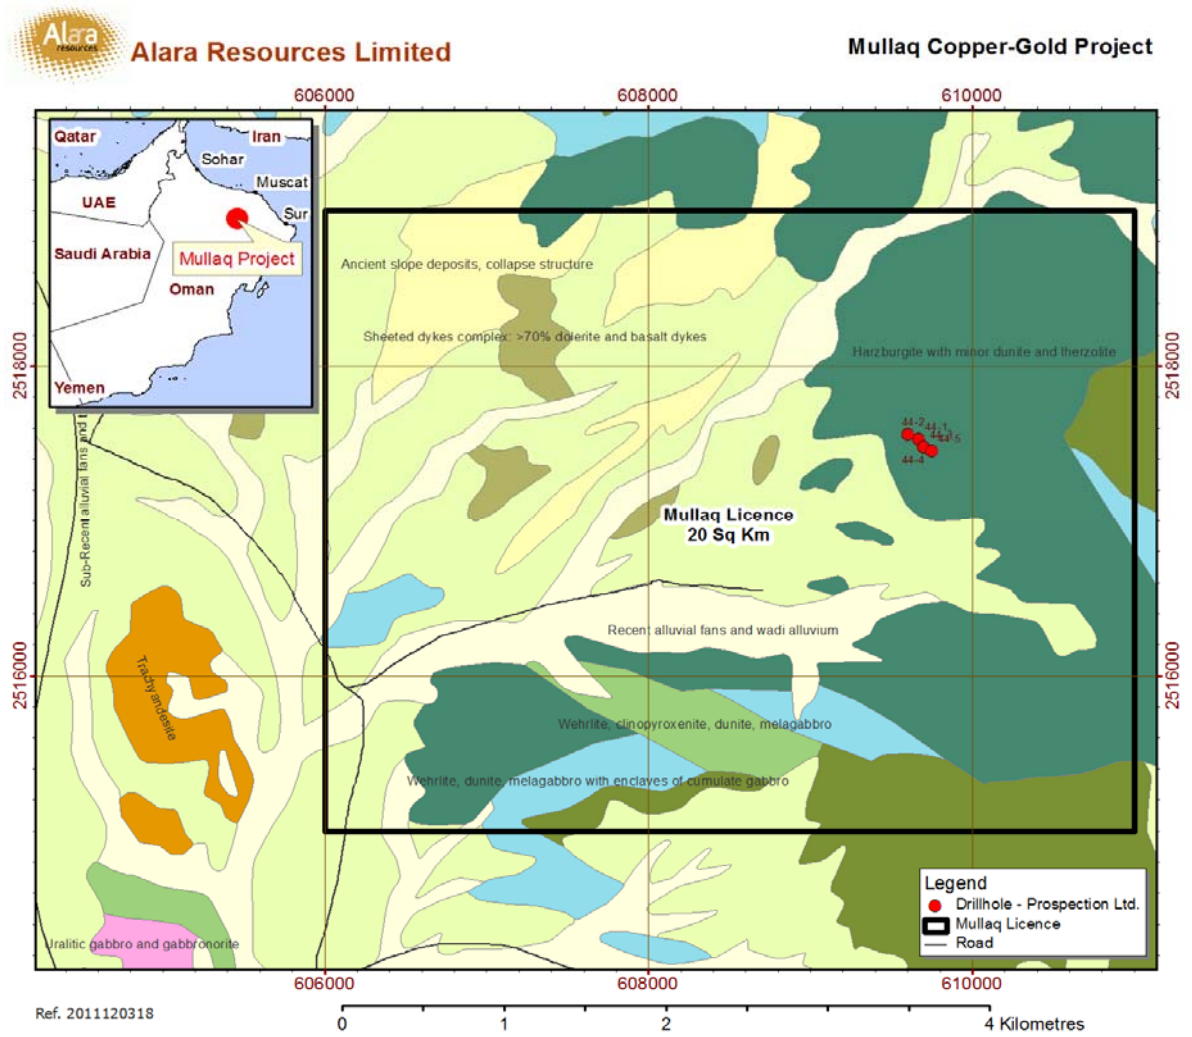 Alara
resources
Alara Resources Limited
Mullaq Copper-Gold Project
606000
608000
610000
Qatar
Iran
Sohar
Muscat
UAE
Sur
Saudi Arabia
Mullaq Project
Oman
Yemen
2518000
2518000
2516000
2516000
Ancient slope deposits, collapse structure
Sheeted dykes complex: >70% dolerite and basalt dykes
Harzburgite with minor dunite and lherzolite
44-2
44-1
44-5
44-4
Mullaq Licence
20 Sq Km
Sub-Recent alluvial fans and
Recent alluvial fans and wadi alluvium
Trachyandesite
Wehrlite, clinopyroxenite, dunite, melagabbro
Wehrlite, dunite, melagabbro with enclaves of cumulate gabbro
Uralitic gabbro and gabbronorite
Legend
Drillhole - Prospection Ltd.
Mullaq Licence
Road
606000
608000
610000
Ref. 2011120318
0
1
2
4 Kilometres